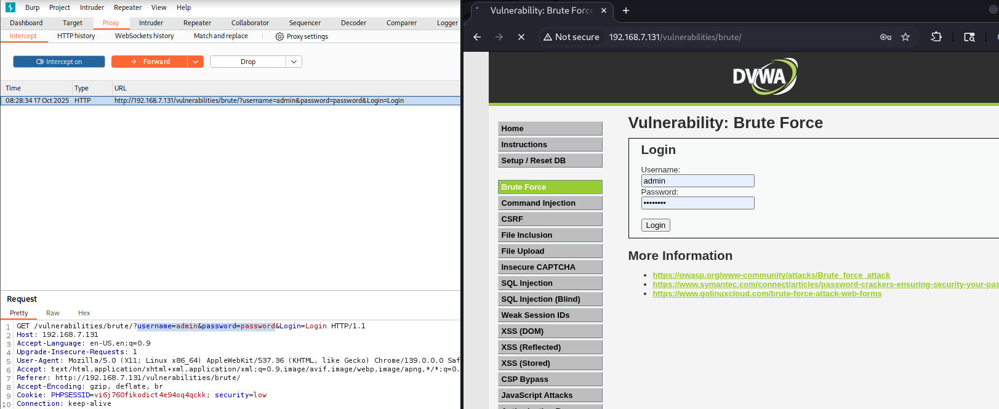 Burp Project Intruder Repeater View Help
Dashboard Target Proxy Intruder Repeater Collaborator Sequencer Decoder Comparer Logger
Intercept HTTP history WebSockets history Match and replace Proxy settings
Intercept on Forward Drop
Time Type URL
08:28:34 17 Oct 2025 HTTP http://192.168.7.131/vulnerabilities/brute/?username=admin&password=password&Login=Login
Request
Pretty Raw Hex
1 GET /vulnerabilities/brute/?username=admin&password=password&Login=Login HTTP/1.1
2 Host: 192.168.7.131
3 Accept-Language: en-US,en;q=0.9
4 Upgrade-Insecure-Requests: 1
5 User-Agent: Mozilla/5.0 (X11; Linux x86_64) AppleWebKit/537.36 (KHTML, like Gecko) Chrome/139.0.0.0 Saf
6 Accept: text/html,application/xhtml+xml,application/xml;q=0.9,image/avif,image/webp,image/apng,*/*;q=0.
7 Referer: http://192.168.7.131/vulnerabilities/brute/
8 Accept-Encoding: gzip, deflate, br
9 Cookie: PHPSESSID=vi6j760fikodict4e94oq4qckk; security=low
10 Connection: keep-alive
Vulnerability: Brute Force
Not secure 192.168.7.131/vulnerabilities/brute/
DVWA
Home
Instructions
Setup / Reset DB
Brute Force
Command Injection
CSRF
File Inclusion
File Upload
Insecure CAPTCHA
SQL Injection
SQL Injection (Blind)
Weak Session IDs
XSS (DOM)
XSS (Reflected)
XSS (Stored)
CSP Bypass
JavaScript Attacks
Vulnerability: Brute Force
Login
Username:
admin
Password:
••••••••
Login
More Information
https://owasp.org/www-community/attacks/Brute_force_attack
https://www.symantec.com/connect/articles/password-crackers-ensuring-security-your-pas
https://www.golinuxcloud.com/brute-force-attack-web-forms